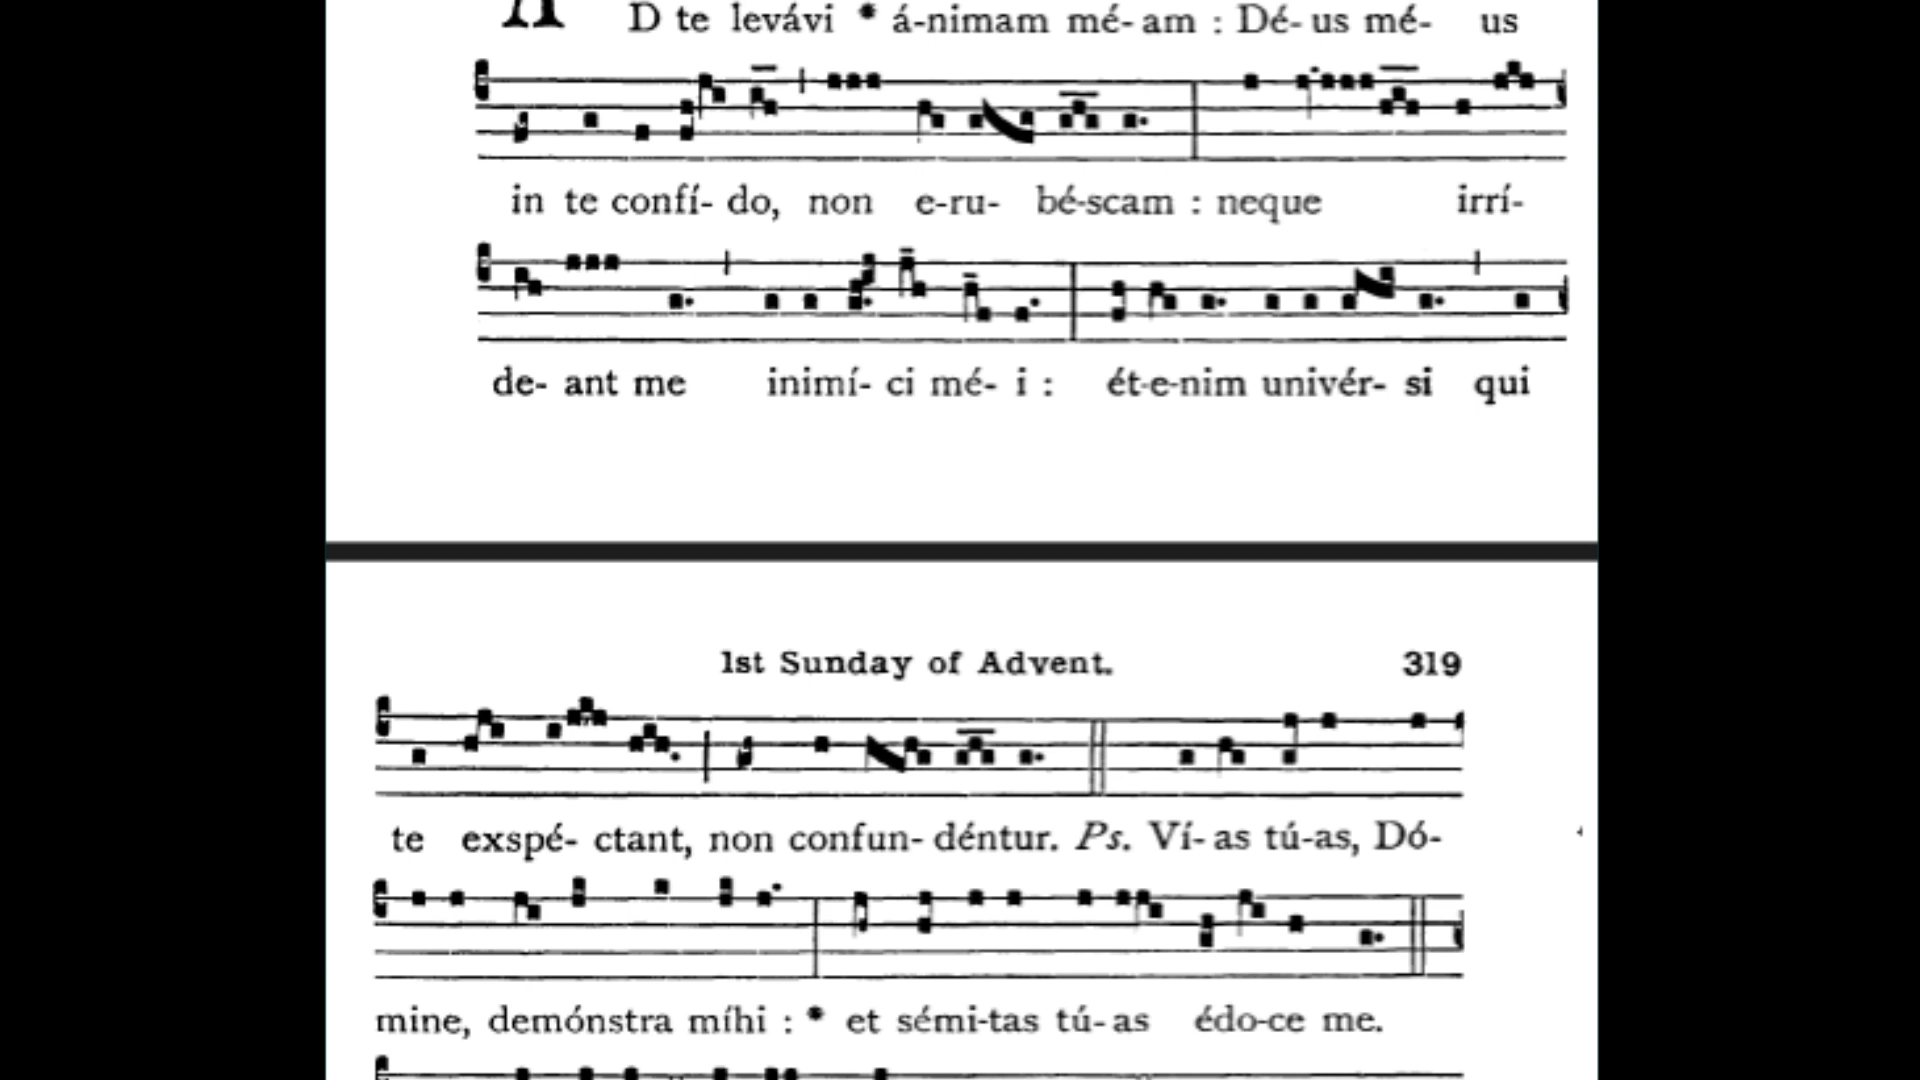 AD te levávi * á-nimam mé-am : Dé-us mé- us
in te confí- do, non e-ru- bé-scam : neque irrí-
de- ant me inimí- ci mé- i : ét-e-nim univér- si qui
1st Sunday of Advent. 319
te exspé- ctant, non confun- déntur. Ps. Ví- as tú-as, Dó-
mine, demónstra míhi : * et sémi-tas tú- as édo-ce me.